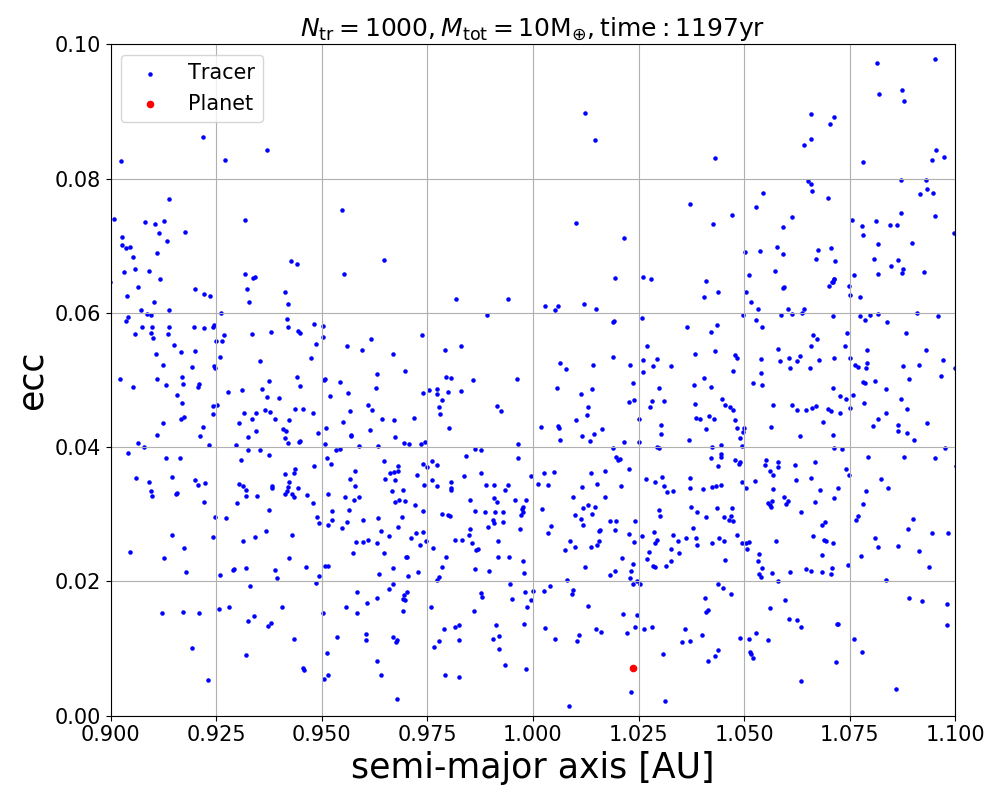 N_tr = 1000, M_tot = 10M_⊕, time : 1197yr
Tracer
Planet
0.10
0.08
0.06
0.04
0.02
0.00
ecc
0.900 0.925 0.950 0.975 1.000 1.025 1.050 1.075 1.100
semi-major axis [AU]